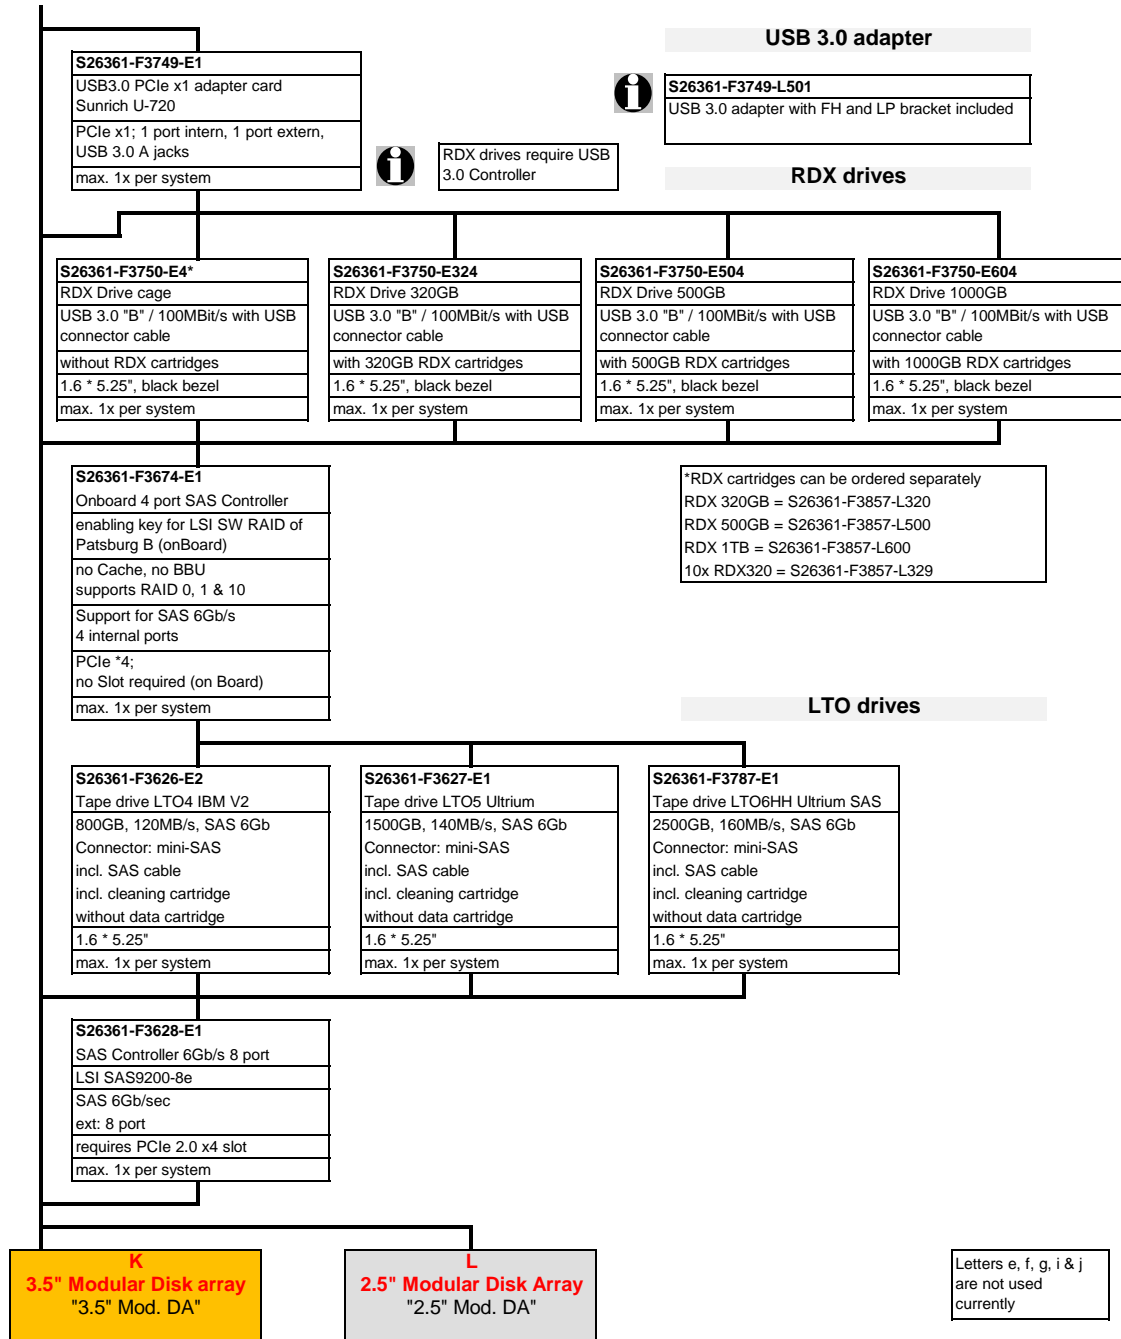 USB 3.0 adapter
S26361-F3749-E1
USB3.0 PCIe x1 adapter card
Sunrich U-720
PCIe x1; 1 port intern, 1 port extern,
USB 3.0 A jacks
max. 1x per system
S26361-F3749-L501
USB 3.0 adapter with FH and LP bracket included
RDX drives require USB
3.0 Controller
RDX drives
S26361-F3750-E4*
RDX Drive cage
USB 3.0 "B" / 100MBit/s with USB
connector cable
without RDX cartridges
1.6 * 5.25", black bezel
max. 1x per system
S26361-F3750-E324
RDX Drive 320GB
USB 3.0 "B" / 100MBit/s with USB
connector cable
with 320GB RDX cartridges
1.6 * 5.25", black bezel
max. 1x per system
S26361-F3750-E504
RDX Drive 500GB
USB 3.0 "B" / 100MBit/s with USB
connector cable
with 500GB RDX cartridges
1.6 * 5.25", black bezel
max. 1x per system
S26361-F3750-E604
RDX Drive 1000GB
USB 3.0 "B" / 100MBit/s with USB
connector cable
with 1000GB RDX cartridges
1.6 * 5.25", black bezel
max. 1x per system
S26361-F3674-E1
Onboard 4 port SAS Controller
enabling key for LSI SW RAID of
Patsburg B (onBoard)
no Cache, no BBU
supports RAID 0, 1 & 10
Support for SAS 6Gb/s
4 internal ports
PCIe *4;
no Slot required (on Board)
max. 1x per system
*RDX cartridges can be ordered separately
RDX 320GB = S26361-F3857-L320
RDX 500GB = S26361-F3857-L500
RDX 1TB = S26361-F3857-L600
10x RDX320 = S26361-F3857-L329
LTO drives
S26361-F3626-E2
Tape drive LTO4 IBM V2
800GB, 120MB/s, SAS 6Gb
Connector: mini-SAS
incl. SAS cable
incl. cleaning cartridge
without data cartridge
1.6 * 5.25"
max. 1x per system
S26361-F3627-E1
Tape drive LTO5 Ultrium
1500GB, 140MB/s, SAS 6Gb
Connector: mini-SAS
incl. SAS cable
incl. cleaning cartridge
without data cartridge
1.6 * 5.25"
max. 1x per system
S26361-F3787-E1
Tape drive LTO6HH Ultrium SAS
2500GB, 160MB/s, SAS 6Gb
Connector: mini-SAS
incl. SAS cable
incl. cleaning cartridge
without data cartridge
1.6 * 5.25"
max. 1x per system
S26361-F3628-E1
SAS Controller 6Gb/s 8 port
LSI SAS9200-8e
SAS 6Gb/sec
ext: 8 port
requires PCIe 2.0 x4 slot
max. 1x per system
K
3.5" Modular Disk array
"3.5" Mod. DA"
L
2.5" Modular Disk Array
"2.5" Mod. DA"
Letters e, f, g, i & j
are not used
currently